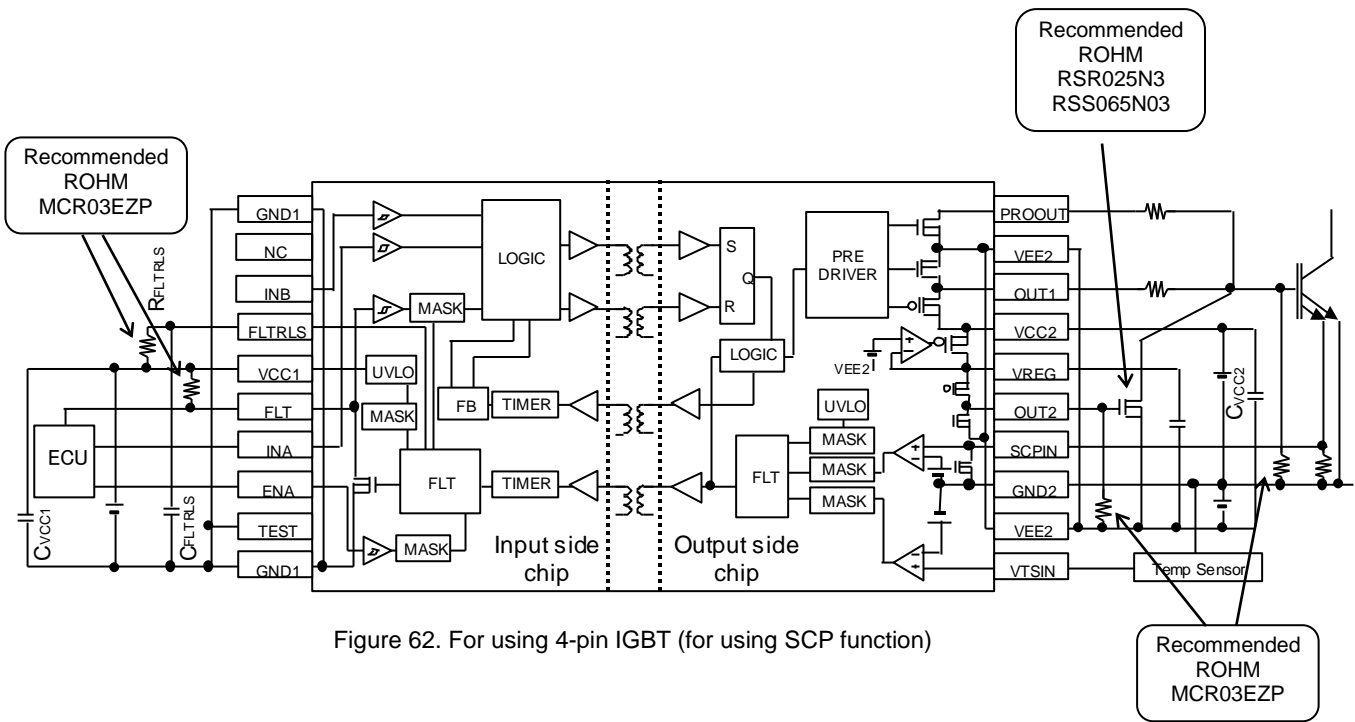 Recommended
ROHM
RSR025N3
RSS065N03
Recommended
ROHM
MCR03EZP
GND1
NC
INB
FLTRLS
VCC1
FLT
INA
ENA
TEST
GND1
RFLTRLS
ECU
CVCC1
CFLTRLS
LOGIC
MASK
UVLO
MASK
FB
TIMER
FLT
TIMER
MASK
Input side
chip
Output side
chip
S
Q
R
PRE
DRIVER
LOGIC
VEE2
UVLO
MASK
MASK
MASK
FLT
PROOUT
VEE2
OUT1
VCC2
VREG
OUT2
SCPIN
GND2
VEE2
VTSIN
CVCC2
Temp Sensor
Recommended
ROHM
MCR03EZP
Figure 62. For using 4-pin IGBT (for using SCP function)